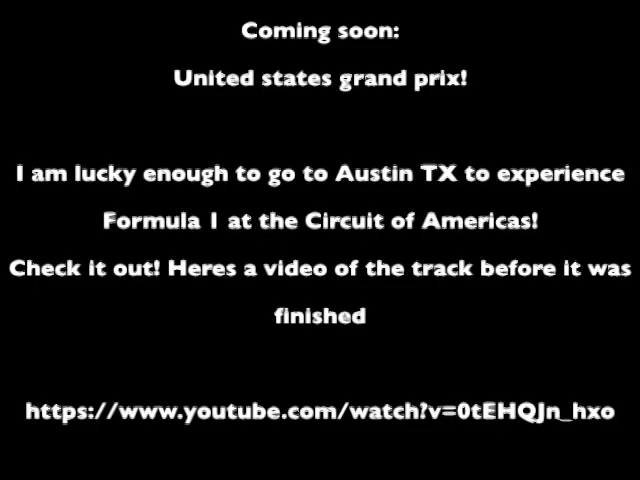 Coming soon:
United states grand prix!
I am lucky enough to go to Austin TX to experience
Formula 1 at the Circuit of Americas!
Check it out! Heres a video of the track before it was
finished
https://www.youtube.com/watch?v=0tEHQJn_hxo